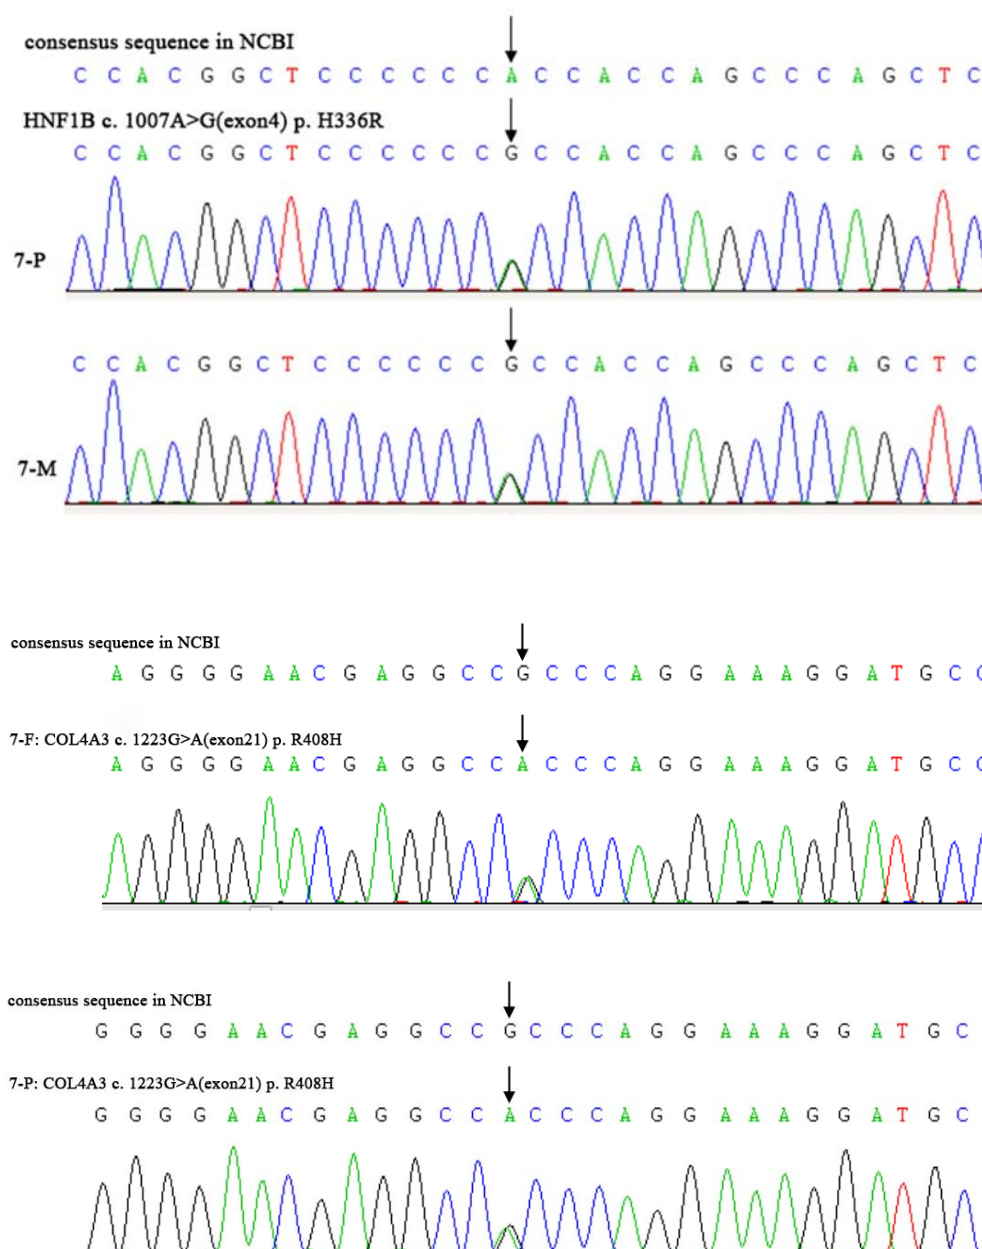 consensus sequence in NCBI
C C A C G G C T C C C C C C A C C A C C A G C C C A G C T C
HNF1B c. 1007A>G(exon4) p. H336R
C C A C G G C T C C C C C C G C C A C C A G C C C A G C T C
7-P
C C A C G G C T C C C C C C G C C A C C A G C C C A G C T C
7-M
consensus sequence in NCBI
A G G G G A A C G A G G C C G C C C A G G A A A G G A T G C C
7-F: COL4A3 c. 1223G>A(exon21) p. R408H
A G G G G A A C G A G G C C A C C C A G G A A A G G A T G C C
consensus sequence in NCBI
G G G G A A C G A G G C C G C C C A G G A A A G G A T G C
7-P: COL4A3 c. 1223G>A(exon21) p. R408H
G G G G A A C G A G G C C A C C C A G G A A A G G A T G C